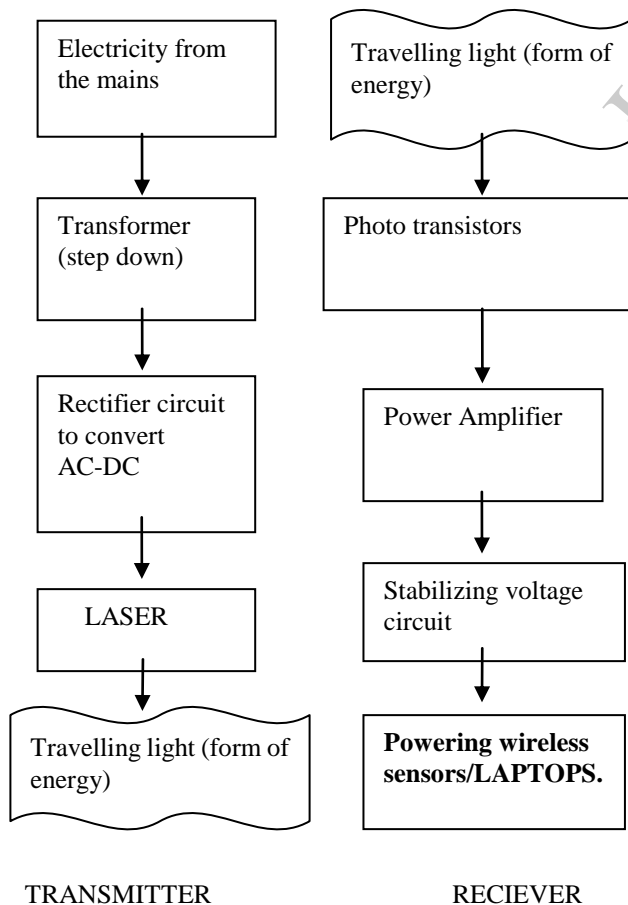 Electricity from
the mains
Transformer
(step down)
Rectifier circuit
to convert
AC-DC
LASER
Travelling light (form of
energy)
TRANSMITTER
Travelling light (form of
energy)
Photo transistors
Power Amplifier
Stabilizing voltage
circuit
Powering wireless
sensors/LAPTOPS.
RECIEVER